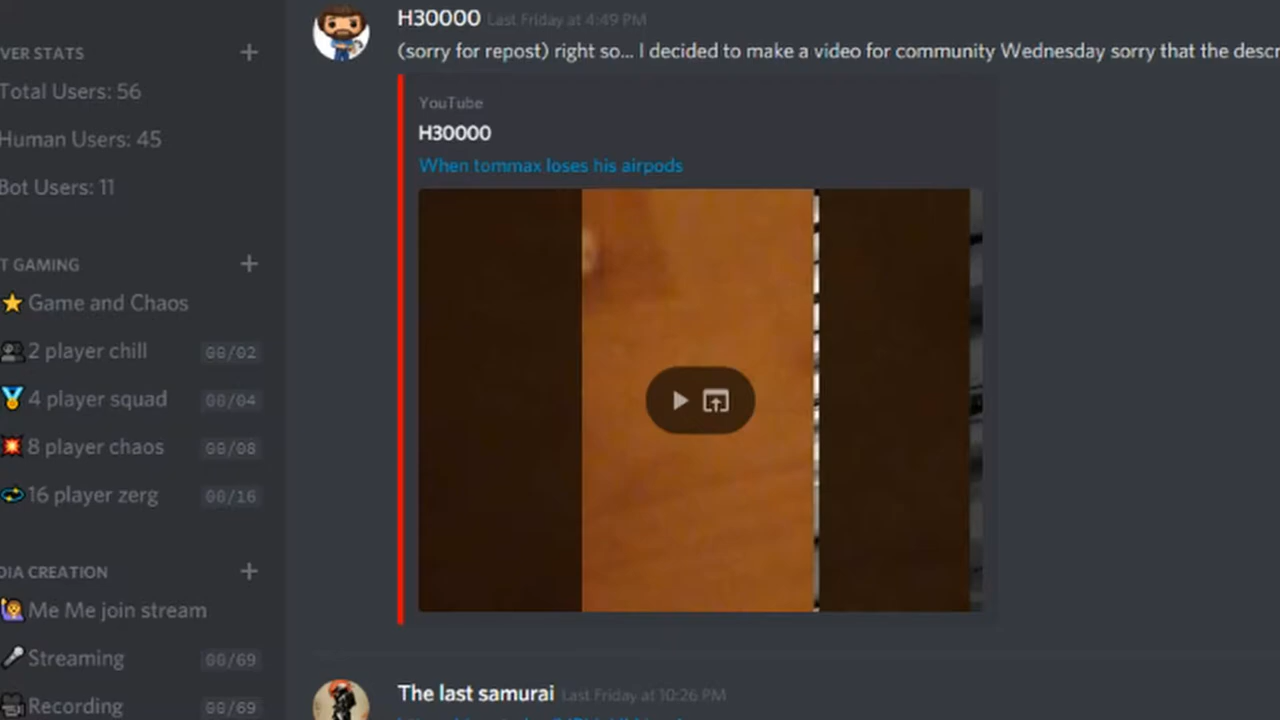 VER STATS
Total Users: 56
Human Users: 45
Bot Users: 11
T GAMING
Game and Chaos
2 player chill 00/02
4 player squad 00/04
8 player chaos 00/08
16 player zerg 00/16
DIA CREATION
Me Me join stream
Streaming 00/69
Recording 00/69
H30000 Last Friday at 4:49 PM
(sorry for repost) right so... I decided to make a video for community Wednesday sorry that the descr
YouTube
H30000
When tommax loses his airpods
The last samurai Last Friday at 10:26 PM